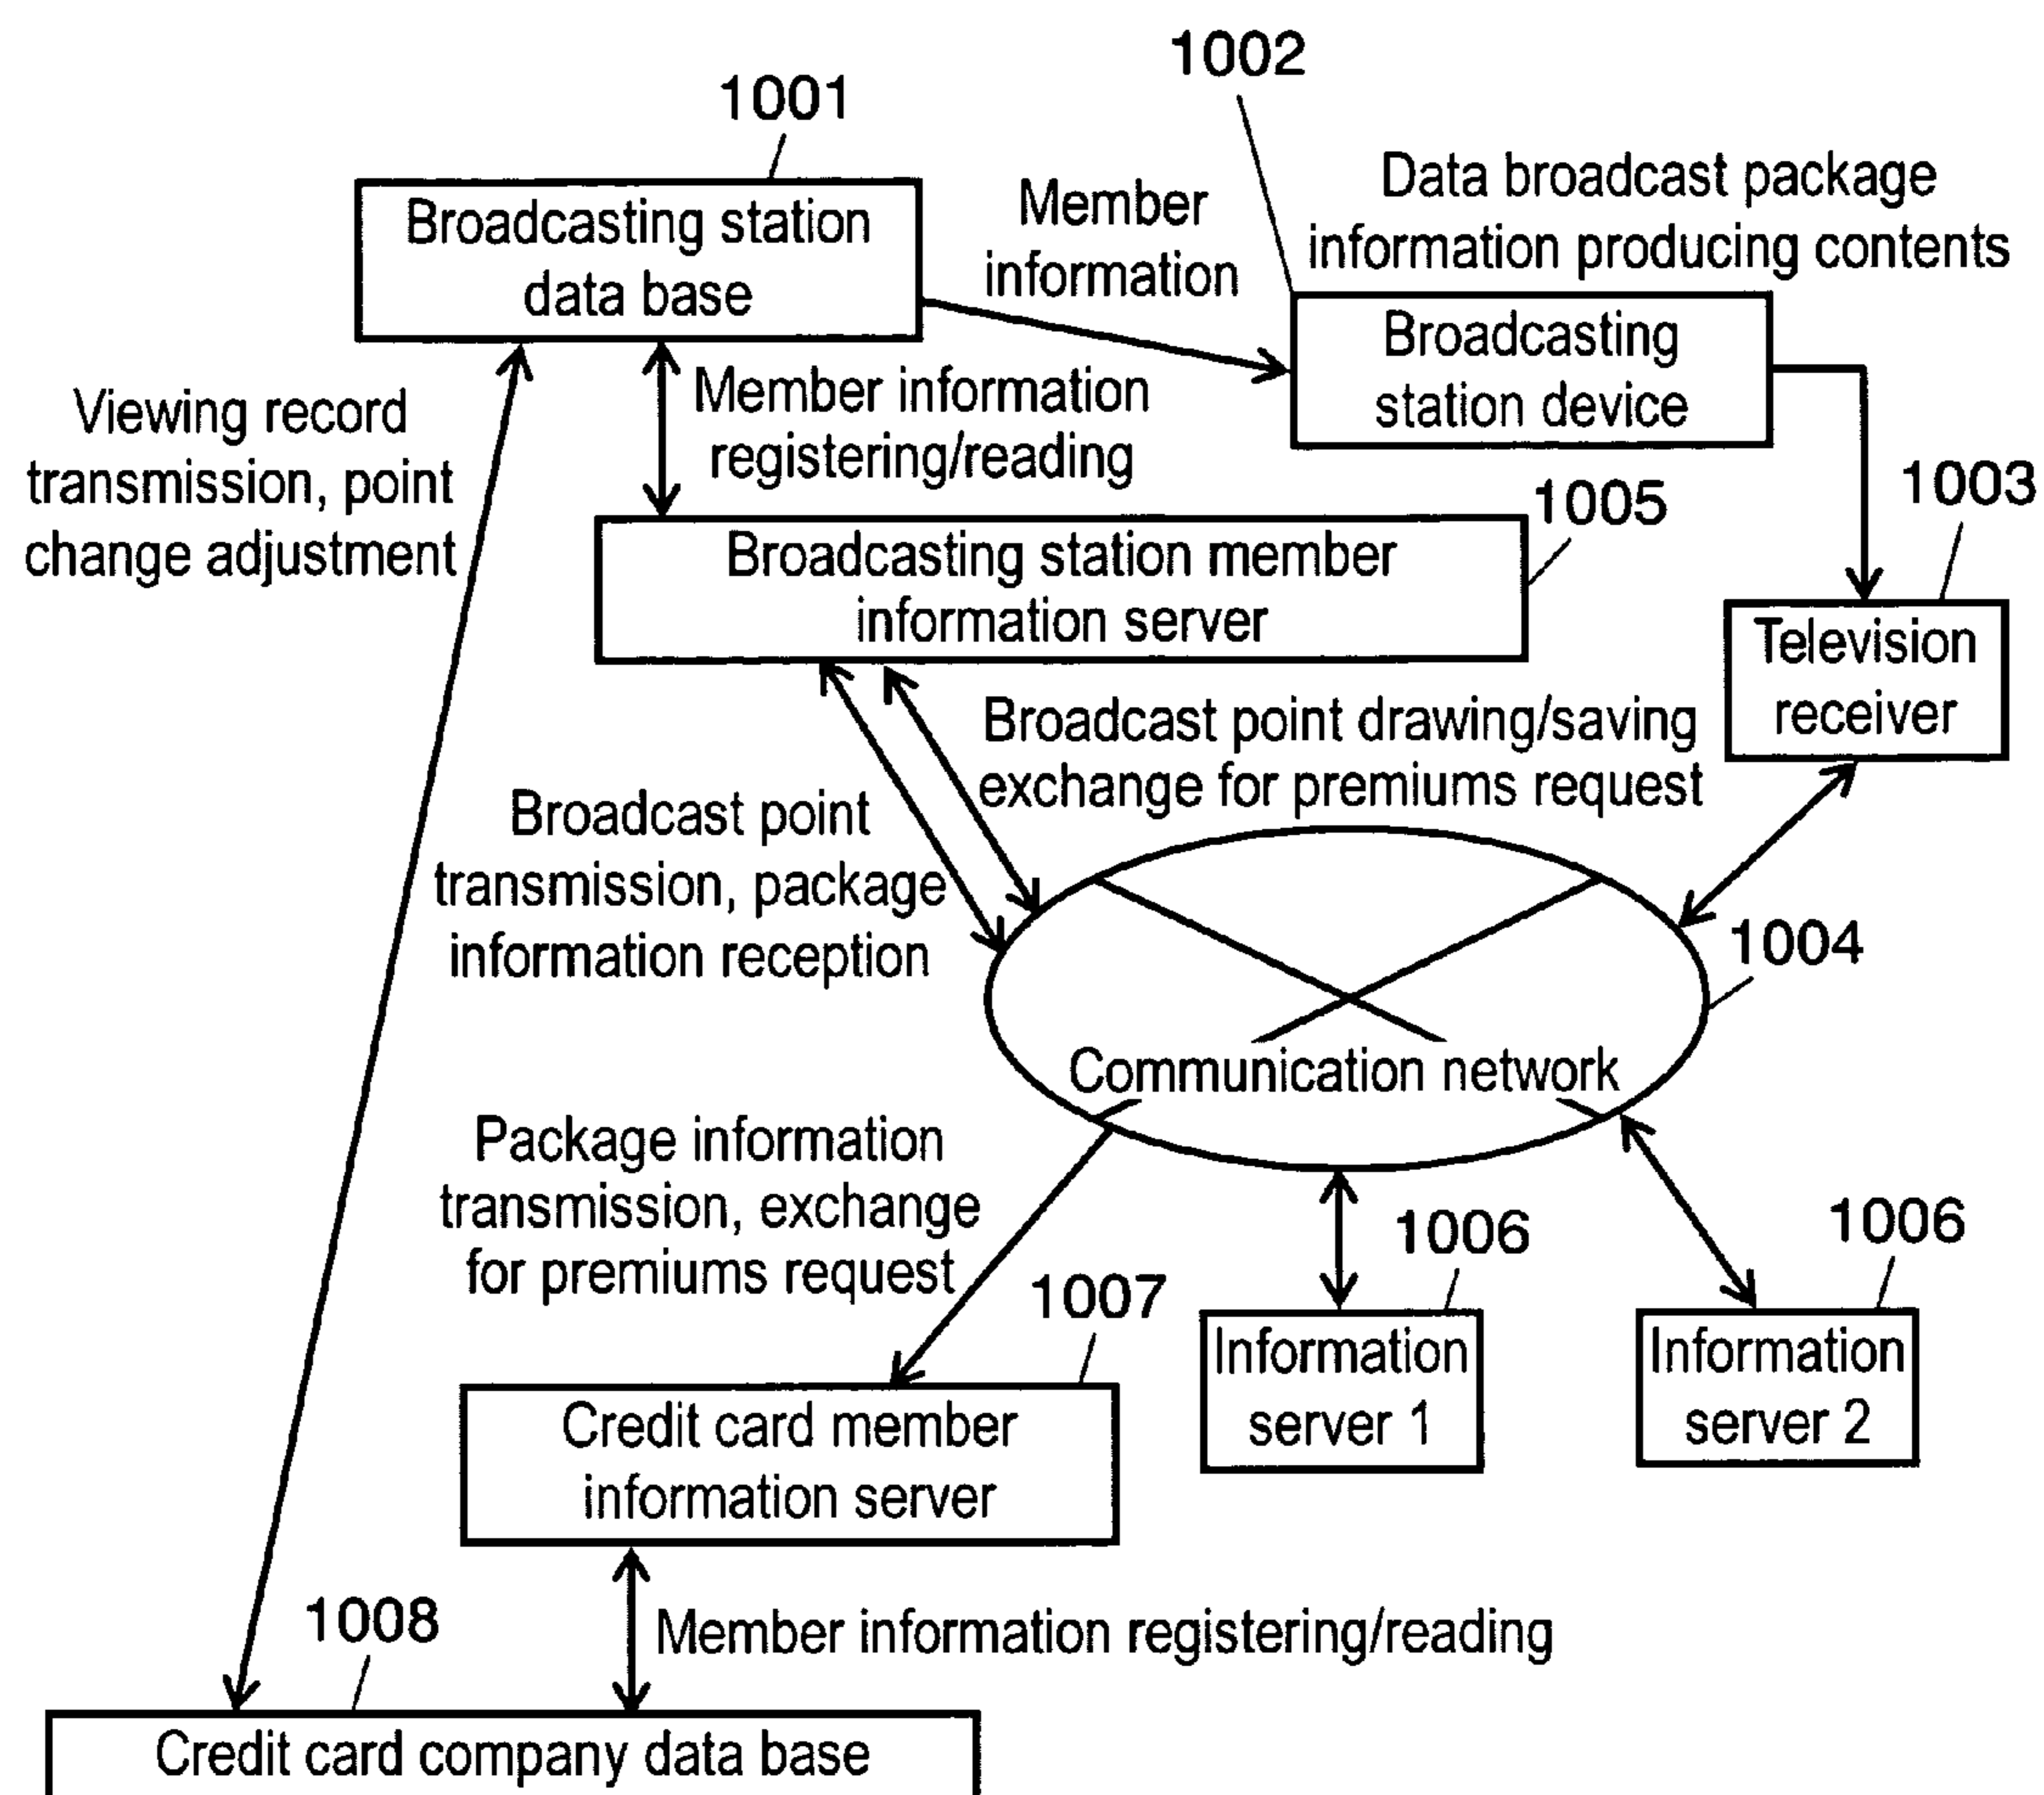 1002
1001
Data broadcast package
information producing contents
Member
information
Broadcasting station
data base
Broadcasting
station device
Viewing record
transmission, point
change adjustment
Member information
registering/reading
1005
1003
Broadcasting station member
information server
Television
receiver
Broadcast point drawing/saving
exchange for premiums request
Broadcast point
transmission, package
information reception
1004
Communication network
Package information
transmission, exchange
for premiums request
1006
1006
1007
Information
server 1
Information
server 2
Credit card member
information server
1008
Member information registering/reading
Credit card company data base